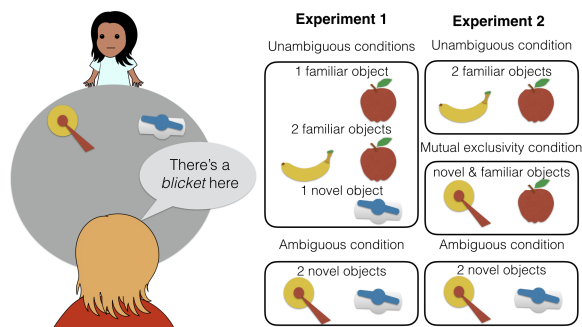 There's a
blicket here
Experiment 1
Unambiguous conditions
1 familiar object
2 familiar objects
1 novel object
Ambiguous condition
2 novel objects
Experiment 2
Unambiguous condition
2 familiar objects
Mutual exclusivity condition
novel & familiar objects
Ambiguous condition
2 novel objects